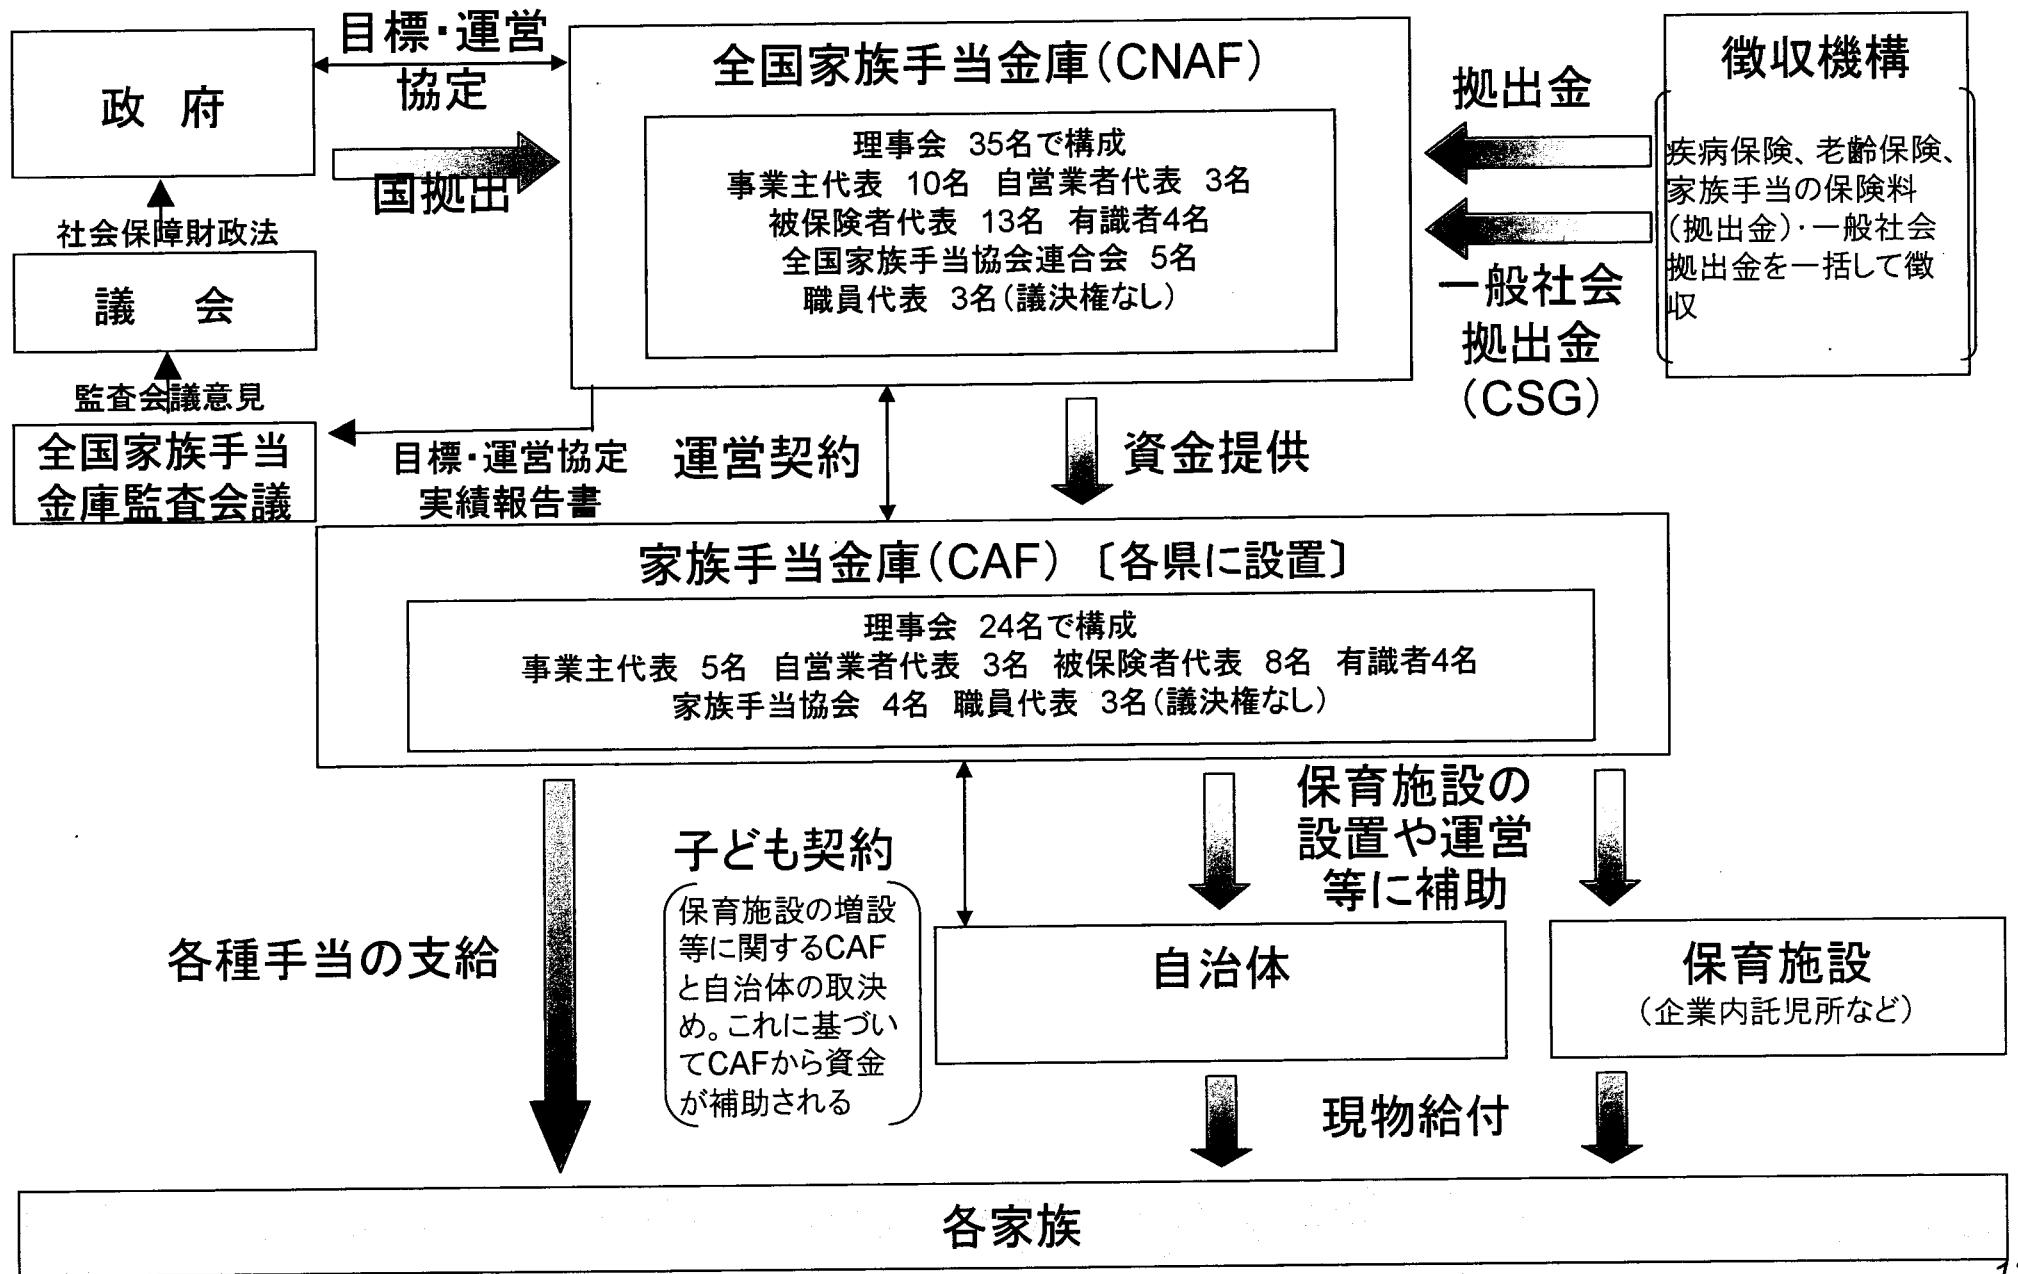 目標・運営
協定
政　府
国拠出
社会保障財政法
議　会
監査会議意見
全国家族手当
金庫監査会議
目標・運営協定
実績報告書
全国家族手当金庫（CNAF）
理事会　35名で構成
事業主代表　10名　自営業者代表　3名
被保険者代表　13名　有識者4名
全国家族手当協会連合会　5名
職員代表　3名（議決権なし）
拠出金
一般社会
拠出金
（CSG）
徴収機構
疾病保険、老齢保険、
家族手当の保険料
（拠出金）・一般社会
拠出金を一括して徴
収
運営契約
資金提供
家族手当金庫（CAF）〔各県に設置〕
理事会　24名で構成
事業主代表　5名　自営業者代表　3名　被保険者代表　8名　有識者4名
家族手当協会　4名　職員代表　3名（議決権なし）
各種手当の支給
子ども契約
保育施設の増設
等に関するCAF
と自治体の取決
め。これに基づい
てCAFから資金
が補助される
保育施設の
設置や運営
等に補助
自治体
保育施設
（企業内託児所など）
現物給付
各家族